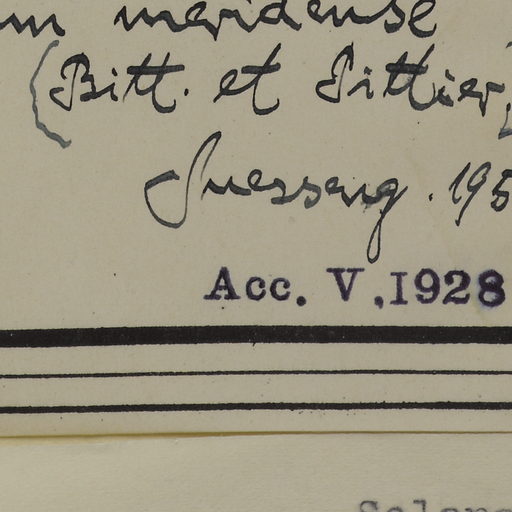 meridense
(Bitt. et Pittier)
Suesseng. 195
Acc. V,1928